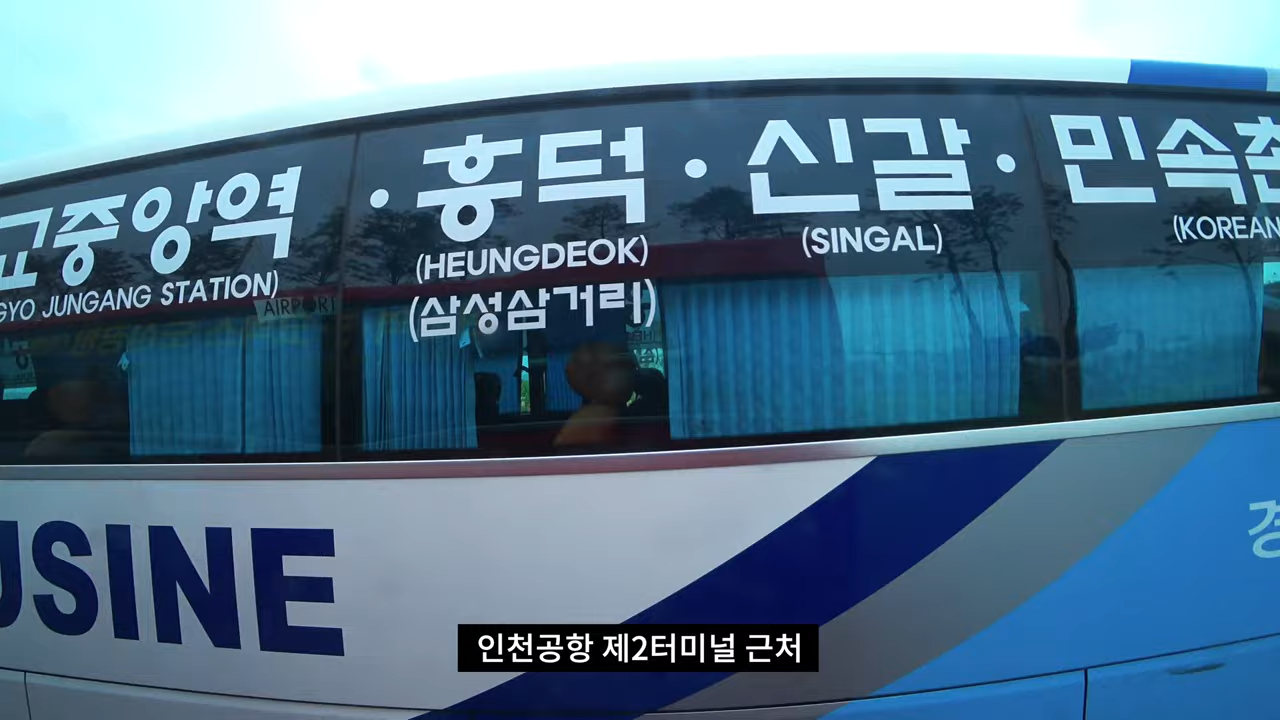 교중앙역 · 흥덕 · 신갈 · 민속촌
GYO JUNGANG STATION) (HEUNGDEOK) (SINGAL) (KOREAN
(삼성삼거리)
AIRPORT
USINE
경
인천공항 제2터미널 근처